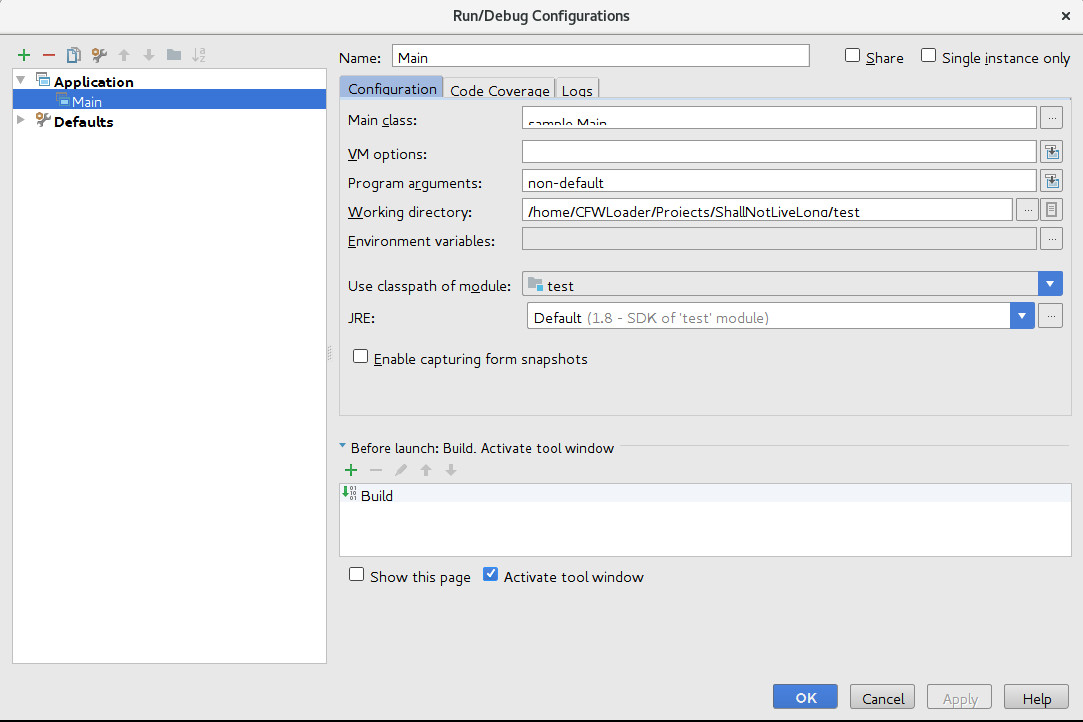 Run/Debug Configurations
Name: Main Share Single instance only
Application
Main
Defaults
Configuration Code Coverage Logs
Main class: sample.Main
VM options:
Program arguments: non-default
Working directory: /home/CFWLoader/Projects/ShallNotLiveLong/test
Environment variables:
Use classpath of module: test
JRE: Default (1.8 - SDK of 'test' module)
Enable capturing form snapshots
Before launch: Build, Activate tool window
Build
Show this page Activate tool window
OK Cancel Apply Help